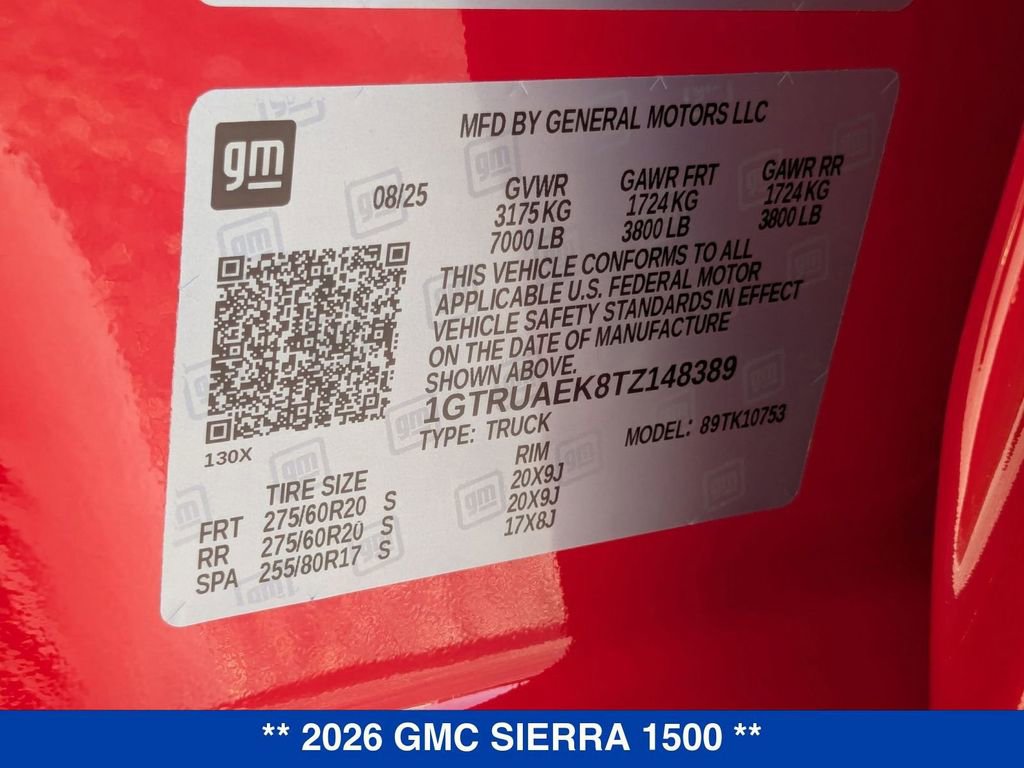 gm
MFD BY GENERAL MOTORS LLC
08/25
GVWR GAWR FRT GAWR RR
3175 KG 1724 KG 1724 KG
7000 LB 3800 LB 3800 LB
THIS VEHICLE CONFORMS TO ALL
APPLICABLE U.S. FEDERAL MOTOR
VEHICLE SAFETY STANDARDS IN EFFECT
ON THE DATE OF MANUFACTURE
SHOWN ABOVE.
1GTRUAEK8TZ148389
TYPE: TRUCK MODEL: 89TK10753
130X
TIRE SIZE RIM
FRT 275/60R20 S 20X9J
RR 275/60R20 S 20X9J
SPA 255/80R17 S 17X8J
** 2026 GMC SIERRA 1500 **